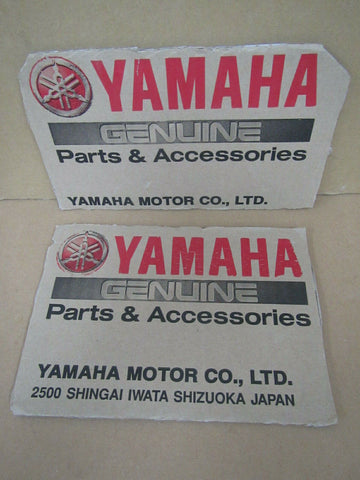 YAMAHA
GENUINE
Parts & Accessories
YAMAHA MOTOR CO., LTD.
YAMAHA
GENUINE
Parts & Accessories
YAMAHA MOTOR CO., LTD.
2500 SHINGAI IWATA SHIZUOKA JAPAN